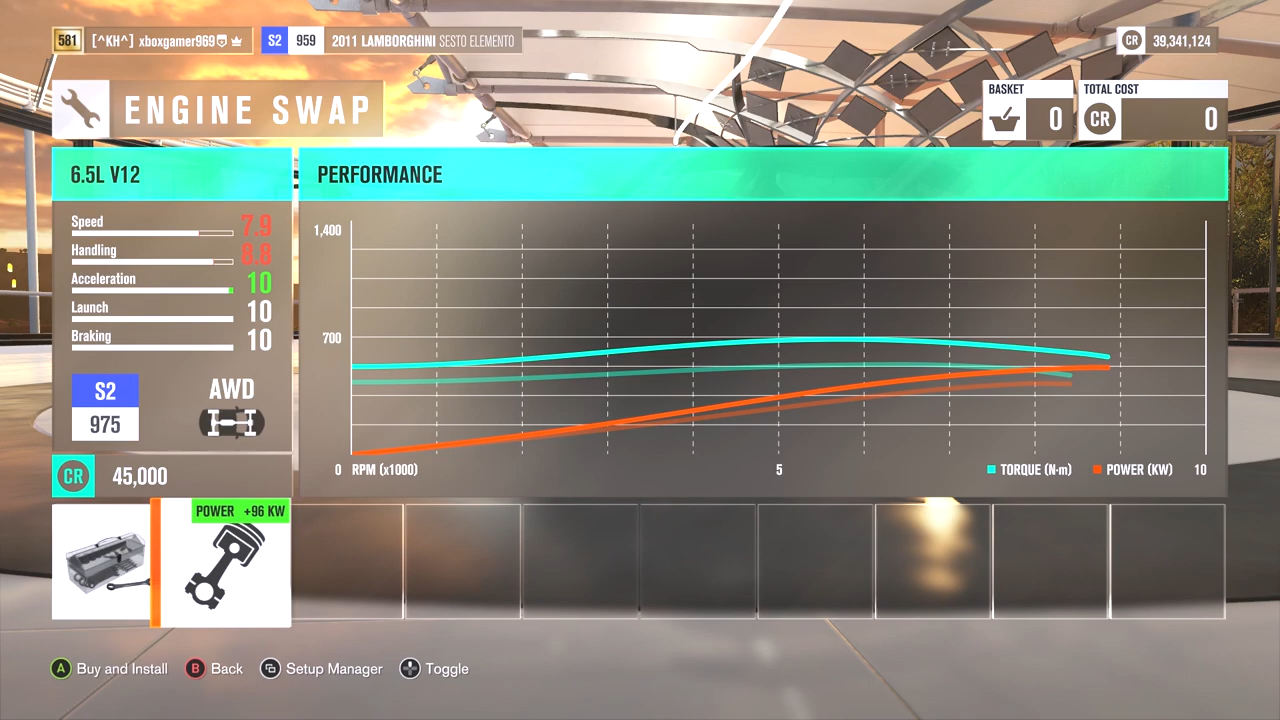 581 [^KH^] xboxgamer969 S2 959 2011 LAMBORGHINI SESTO ELEMENTO
CR 39,341,124
ENGINE SWAP
BASKET 0
TOTAL COST CR 0
6.5L V12
Speed 7.9
Handling 8.8
Acceleration 10
Launch 10
Braking 10
S2 975
AWD
CR 45,000
PERFORMANCE
1,400
700
0 RPM (x1000) 5 TORQUE (N·m) POWER (KW) 10
POWER +96 KW
A Buy and Install B Back Setup Manager Toggle